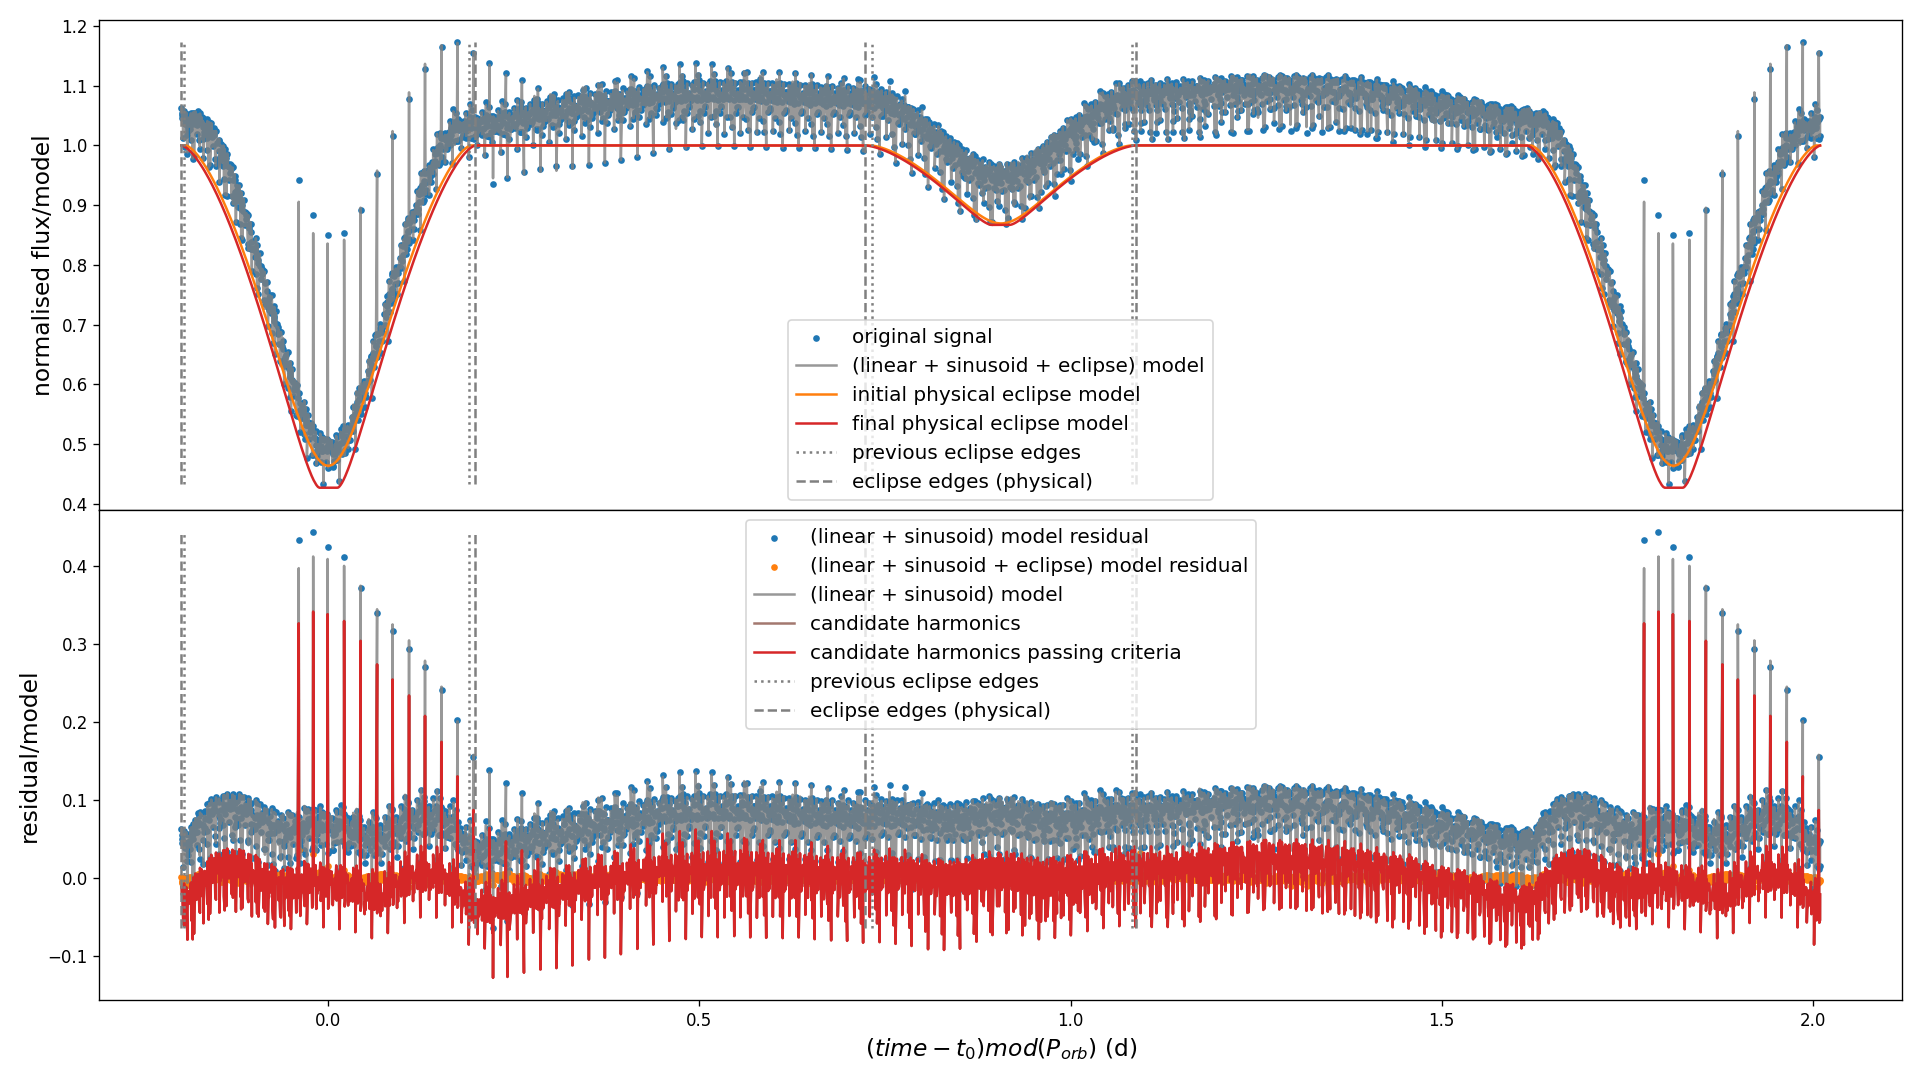 1.2
1.1
1.0
0.9
0.8
0.7
0.6
0.5
0.4
normalised flux/model
original signal
(linear + sinusoid + eclipse) model
initial physical eclipse model
final physical eclipse model
previous eclipse edges
eclipse edges (physical)
0.4
0.3
0.2
0.1
0.0
−0.1
residual/model
(linear + sinusoid) model residual
(linear + sinusoid + eclipse) model residual
(linear + sinusoid) model
candidate harmonics
candidate harmonics passing criteria
previous eclipse edges
eclipse edges (physical)
0.0 0.5 1.0 1.5 2.0
(time − t₀)mod(P_orb) (d)